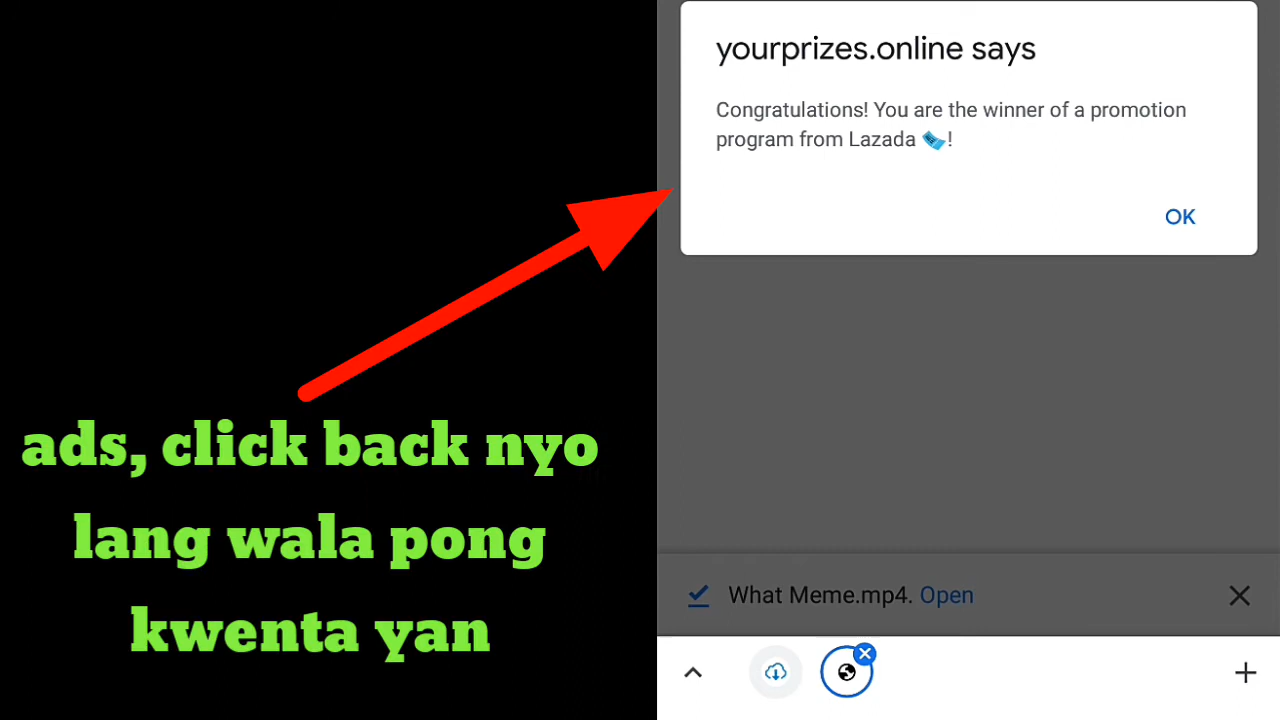 yourprizes.online says
Congratulations! You are the winner of a promotion
program from Lazada !
OK
ads, click back nyo
lang wala pong
kwenta yan
What Meme.mp4. Open